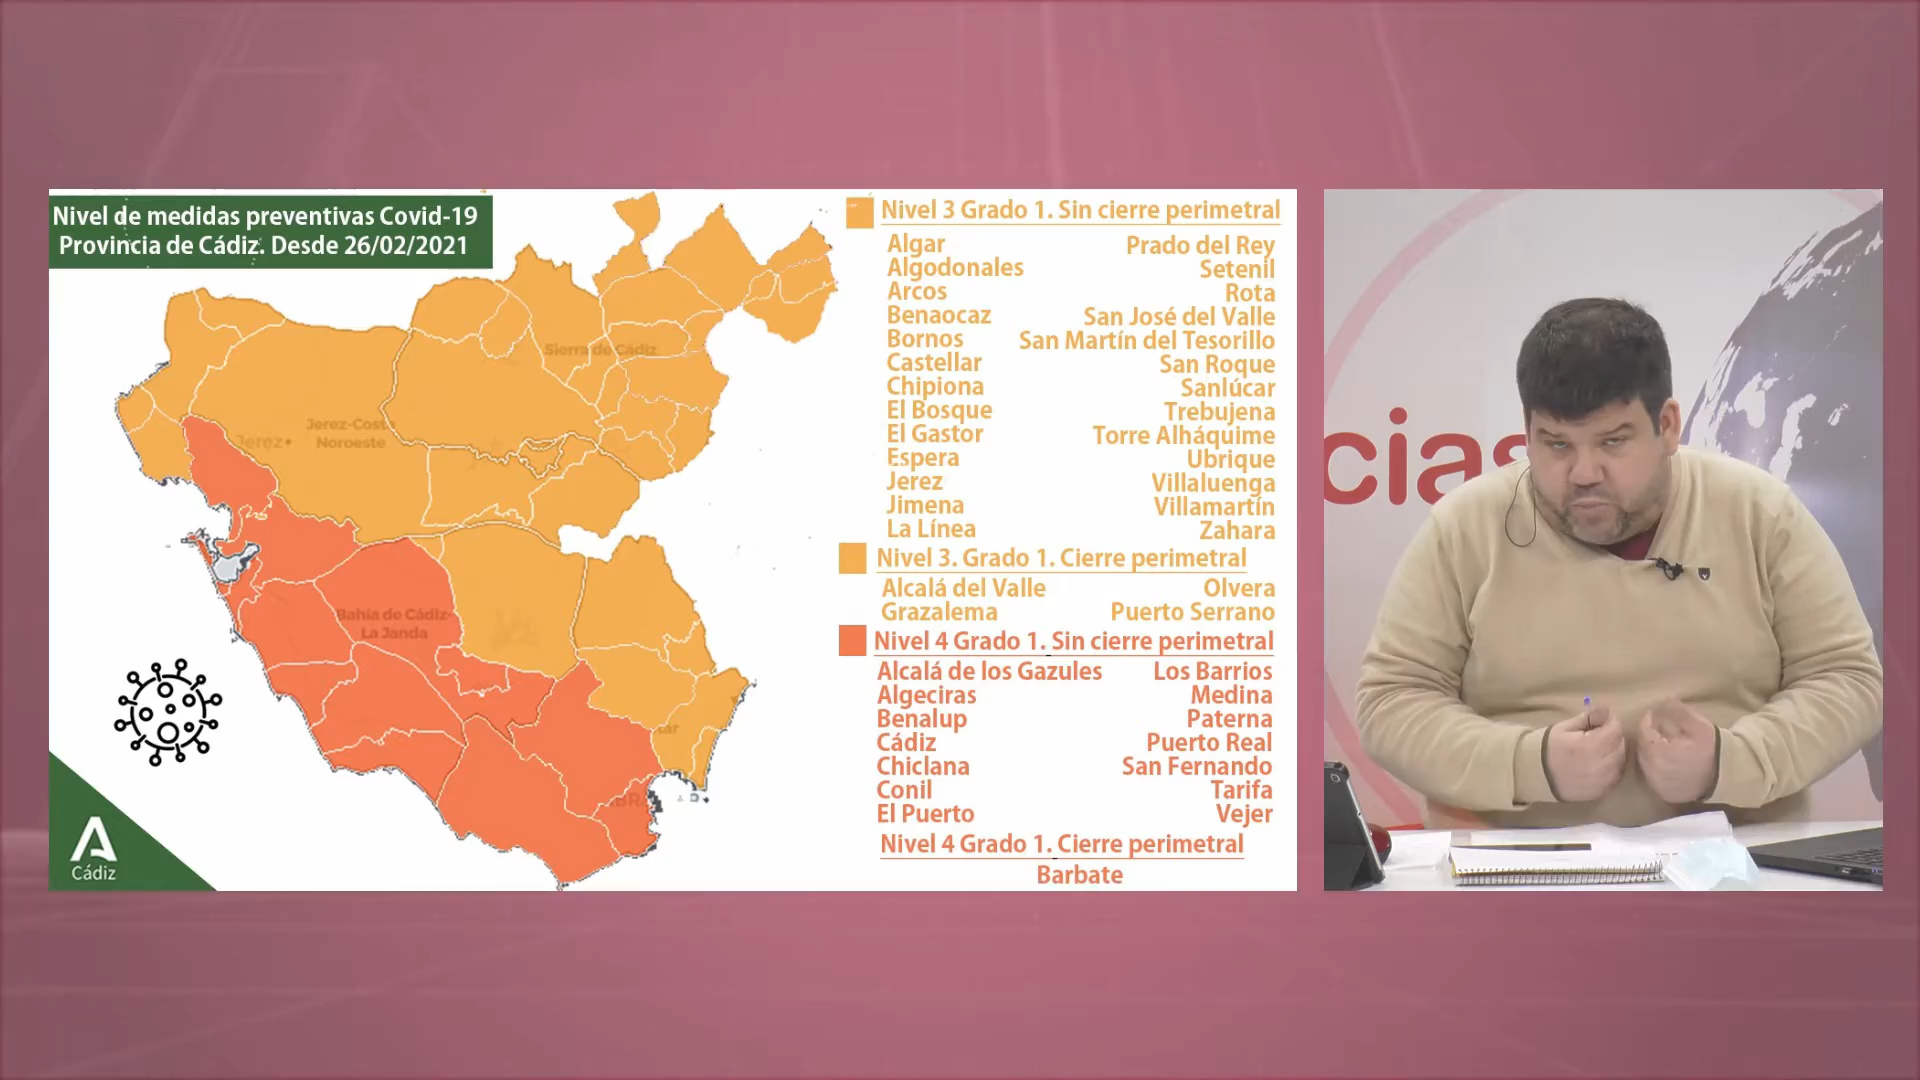 Nivel de medidas preventivas Covid-19
Provincia de Cádiz. Desde 26/02/2021
Sierra de Cádiz
Jerez-Costa
Noroeste
Jerez
Bahía de Cádiz-
La Janda
Cádiz
Nivel 3 Grado 1. Sin cierre perimetral
Algar Prado del Rey
Algodonales Setenil
Arcos Rota
Benaocaz San José del Valle
Bornos San Martín del Tesorillo
Castellar San Roque
Chipiona Sanlúcar
El Bosque Trebujena
El Gastor Torre Alháquime
Espera Ubrique
Jerez Villaluenga
Jimena Villamartín
La Línea Zahara
Nivel 3. Grado 1. Cierre perimetral
Alcalá del Valle Olvera
Grazalema Puerto Serrano
Nivel 4 Grado 1. Sin cierre perimetral
Alcalá de los Gazules Los Barrios
Algeciras Medina
Benalup Paterna
Cádiz Puerto Real
Chiclana San Fernando
Conil Tarifa
El Puerto Vejer
Nivel 4 Grado 1. Cierre perimetral
Barbate
cias